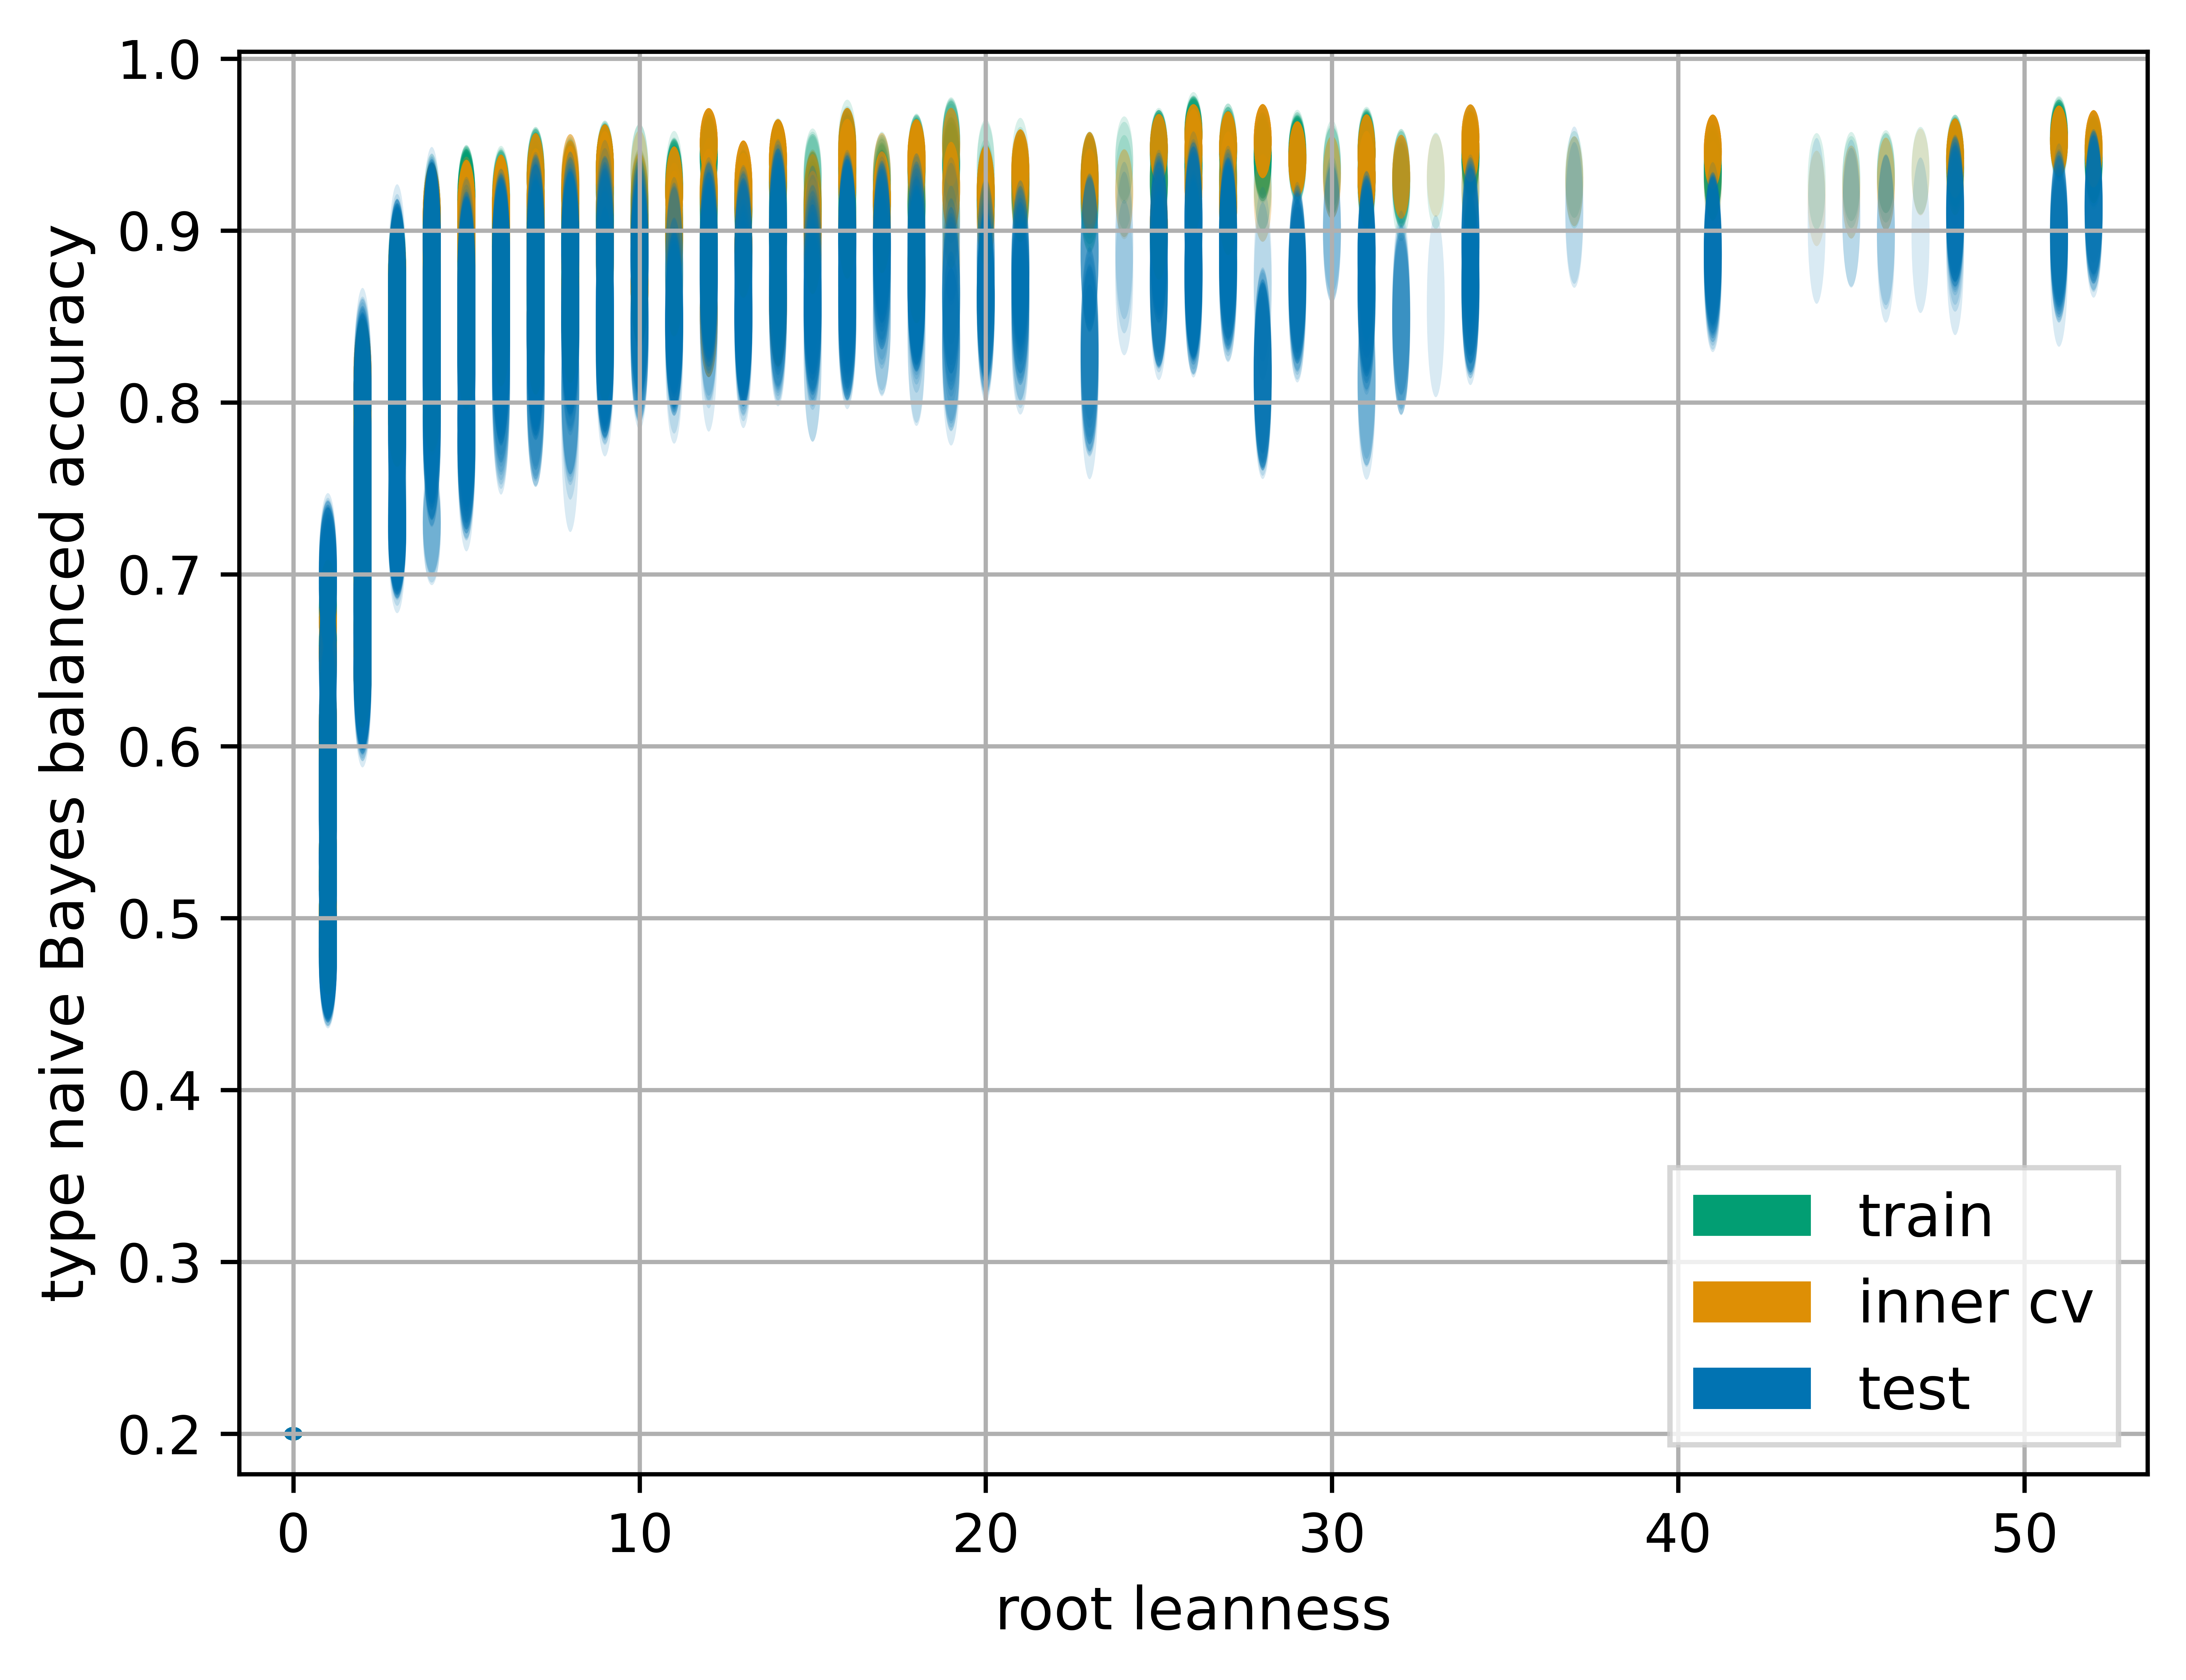 type naive Bayes balanced accuracy
1.0
0.9
0.8
0.7
0.6
0.5
0.4
0.3
0.2
train
inner cv
test
0 10 20 30 40 50
root leanness